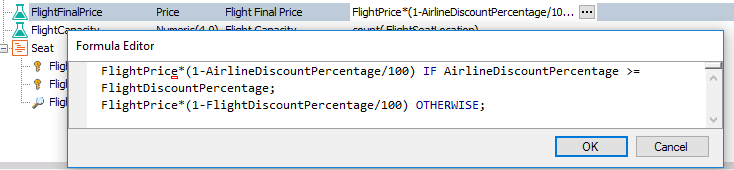 FlightFinalPrice Price Flight Final Price FlightPrice*(1-AirlineDiscountPercentage/10... ...
FlightCapacity Numeric(4.0) Flight Capacity count( FlightSeatLocation)
Seat
Formula Editor
Fligh
FlightPrice*(1-AirlineDiscountPercentage/100) IF AirlineDiscountPercentage >=
Fligh
FlightDiscountPercentage;
Fligh
FlightPrice*(1-FlightDiscountPercentage/100) OTHERWISE;
OK Cancel